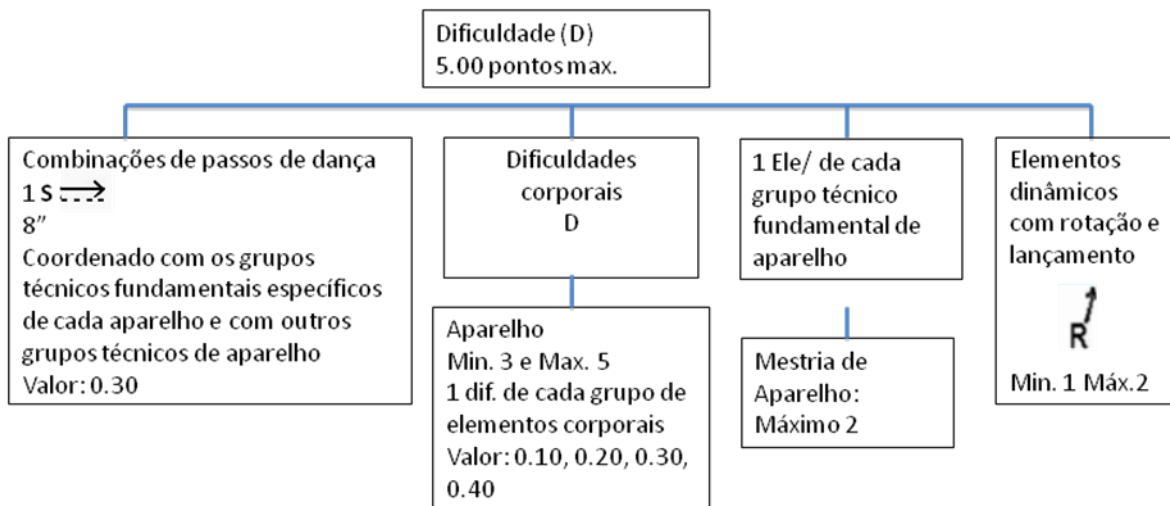 Dificuldade (D)
5.00 pontos max.
Combinações de passos de dança
1 S
8”
Coordenado com os grupos
técnicos fundamentais específicos
de cada aparelho e com outros
grupos técnicos de aparelho
Valor: 0.30
Dificuldades
corporais
D
Aparelho
Min. 3 e Max. 5
1 dif. de cada grupo de
elementos corporais
Valor: 0.10, 0.20, 0.30,
0.40
1 Ele/ de cada
grupo técnico
fundamental de
aparelho
Mestria de
Aparelho:
Máximo 2
Elementos
dinâmicos
com rotação e
lançamento
R
Min. 1 Máx.2